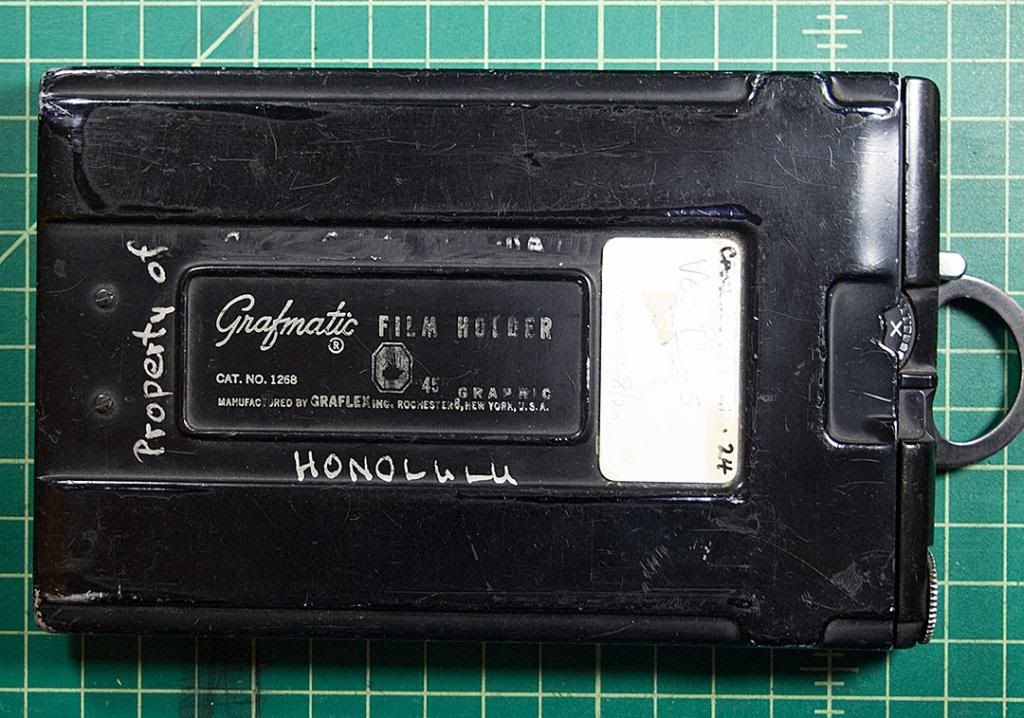 Property of
Grafmatic ® FILM HOLDER
CAT. NO. 1268
45 GRAPHIC
MANUFACTURED BY GRAFLEX INC. ROCHESTER 8, NEW YORK, U.S.A.
HONOLULU
24
X